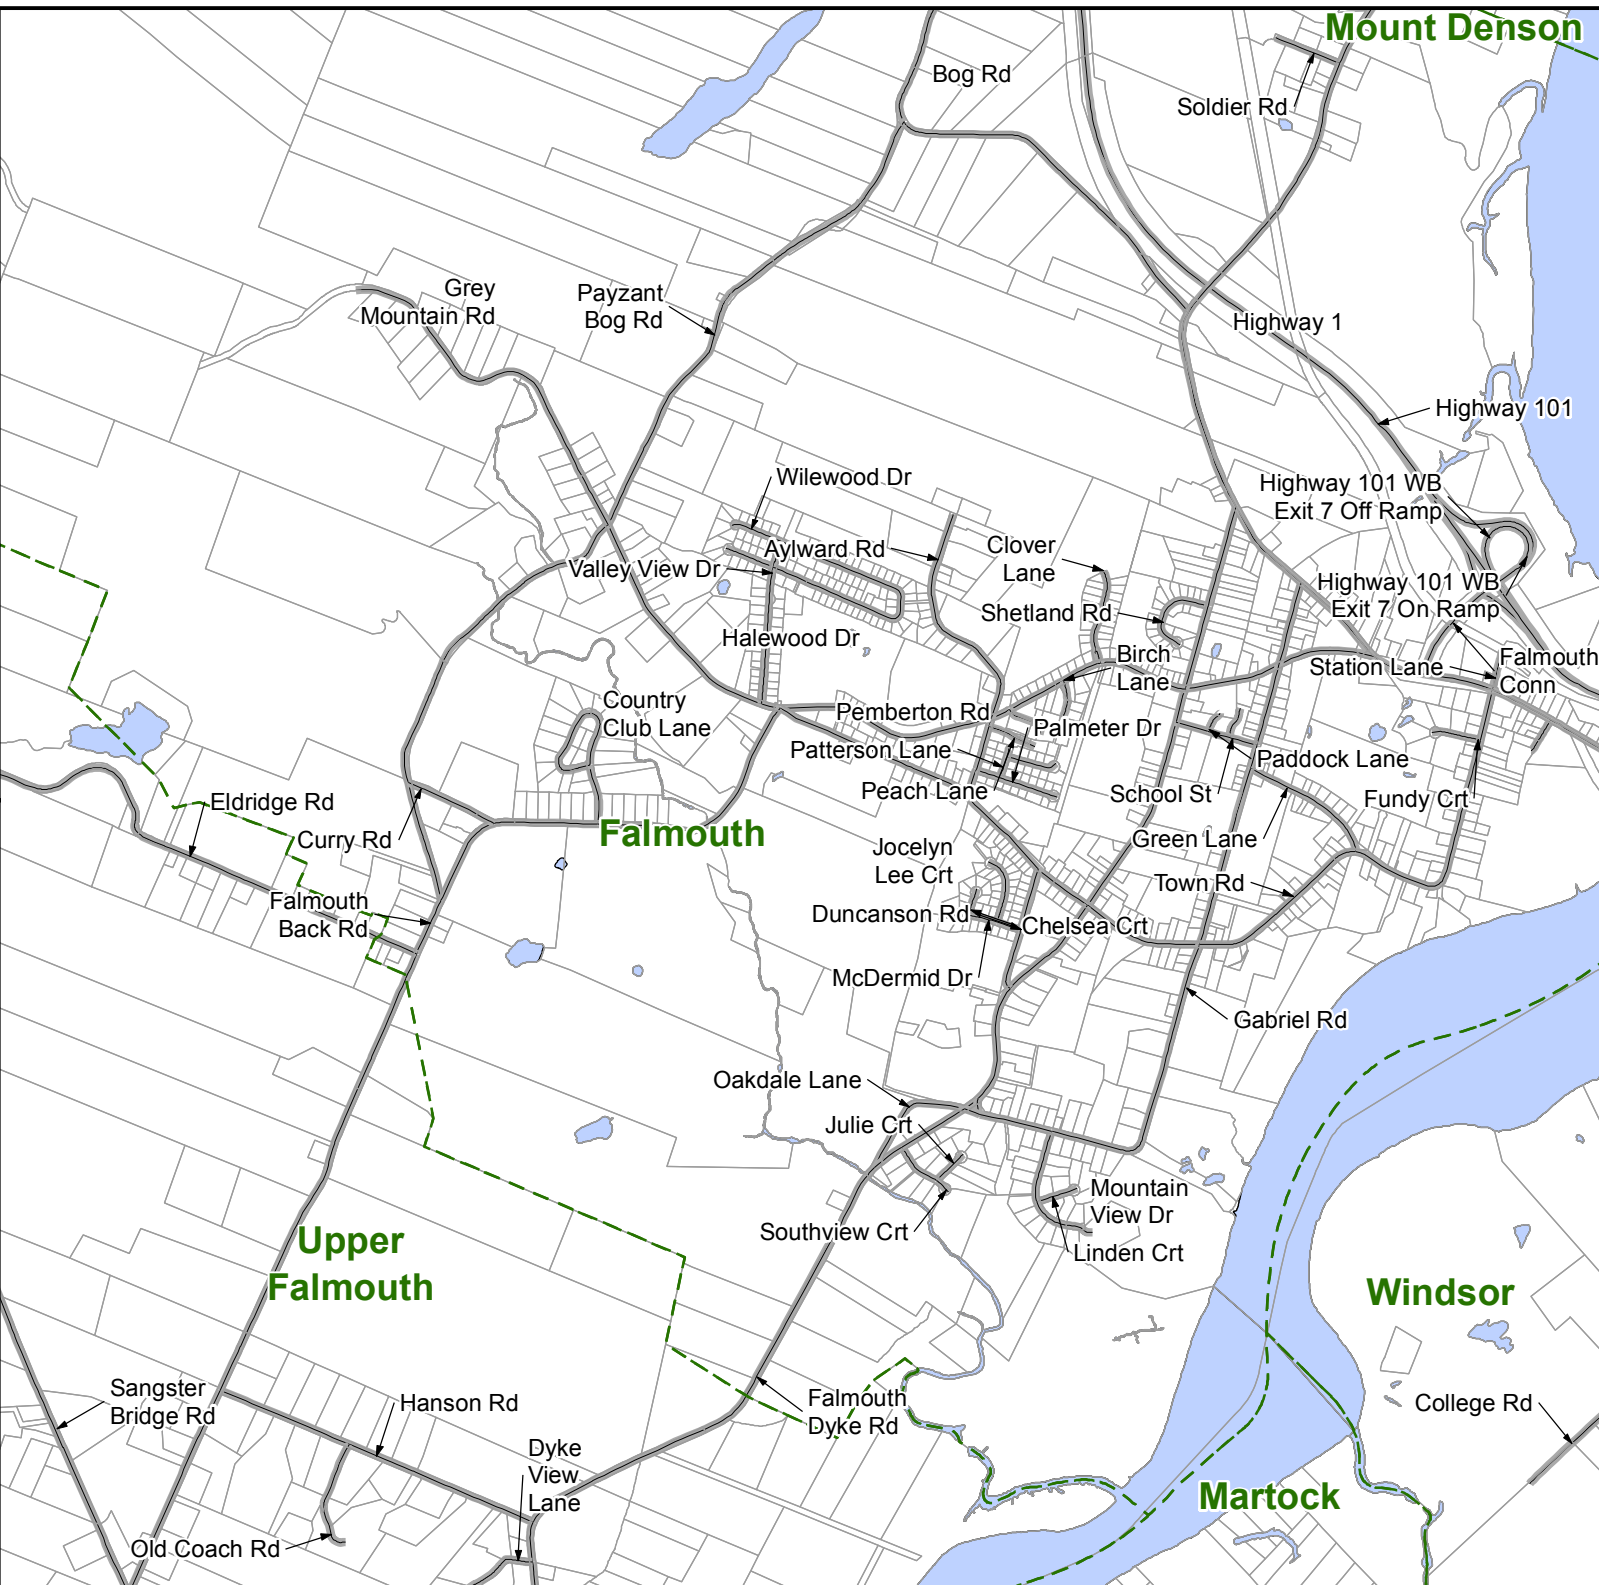 Mount Denson
Bog Rd
Soldier Rd
Grey
Mountain Rd
Payzant
Bog Rd
Highway 1
Highway 101
Wilewood Dr
Highway 101 WB
Exit 7 Off Ramp
Aylward Rd
Clover
Lane
Valley View Dr
Highway 101 WB
Exit 7 On Ramp
Shetland Rd
Halewood Dr
Birch
Lane
Station Lane
Falmouth
Conn
Country
Club Lane
Pemberton Rd
Palmeter Dr
Patterson Lane
Paddock Lane
Peach Lane
School St
Fundy Crt
Eldridge Rd
Curry Rd
Falmouth
Green Lane
Jocelyn
Lee Crt
Town Rd
Falmouth
Back Rd
Duncanson Rd
Chelsea Crt
McDermid Dr
Gabriel Rd
Oakdale Lane
Julie Crt
Mountain
View Dr
Southview Crt
Linden Crt
Upper
Falmouth
Windsor
Sangster
Bridge Rd
Hanson Rd
Falmouth
Dyke Rd
College Rd
Dyke
View
Lane
Martock
Old Coach Rd